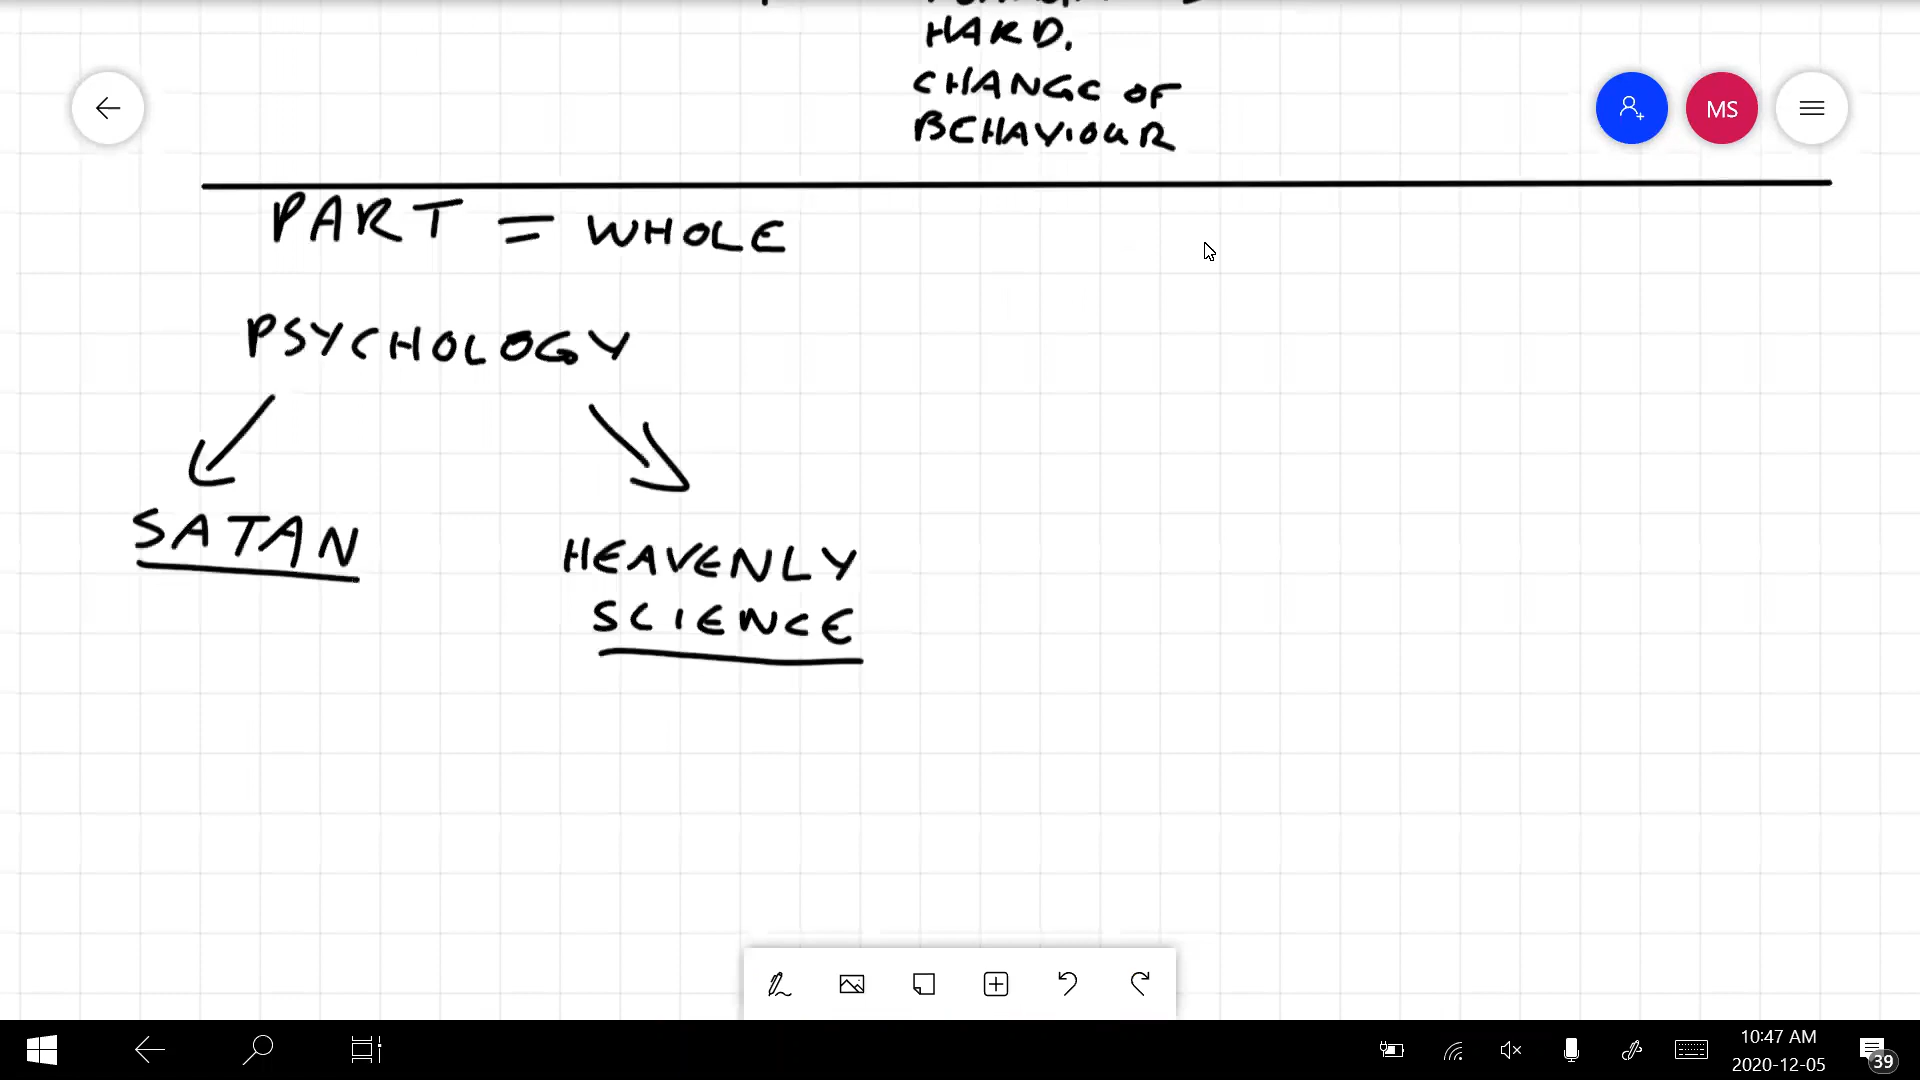 HARD.
CHANGE OF
BEHAVIOUR
MS
PART = WHOLE
PSYCHOLOGY
SATAN
HEAVENLY
SCIENCE
10:47 AM
2020-12-05
39